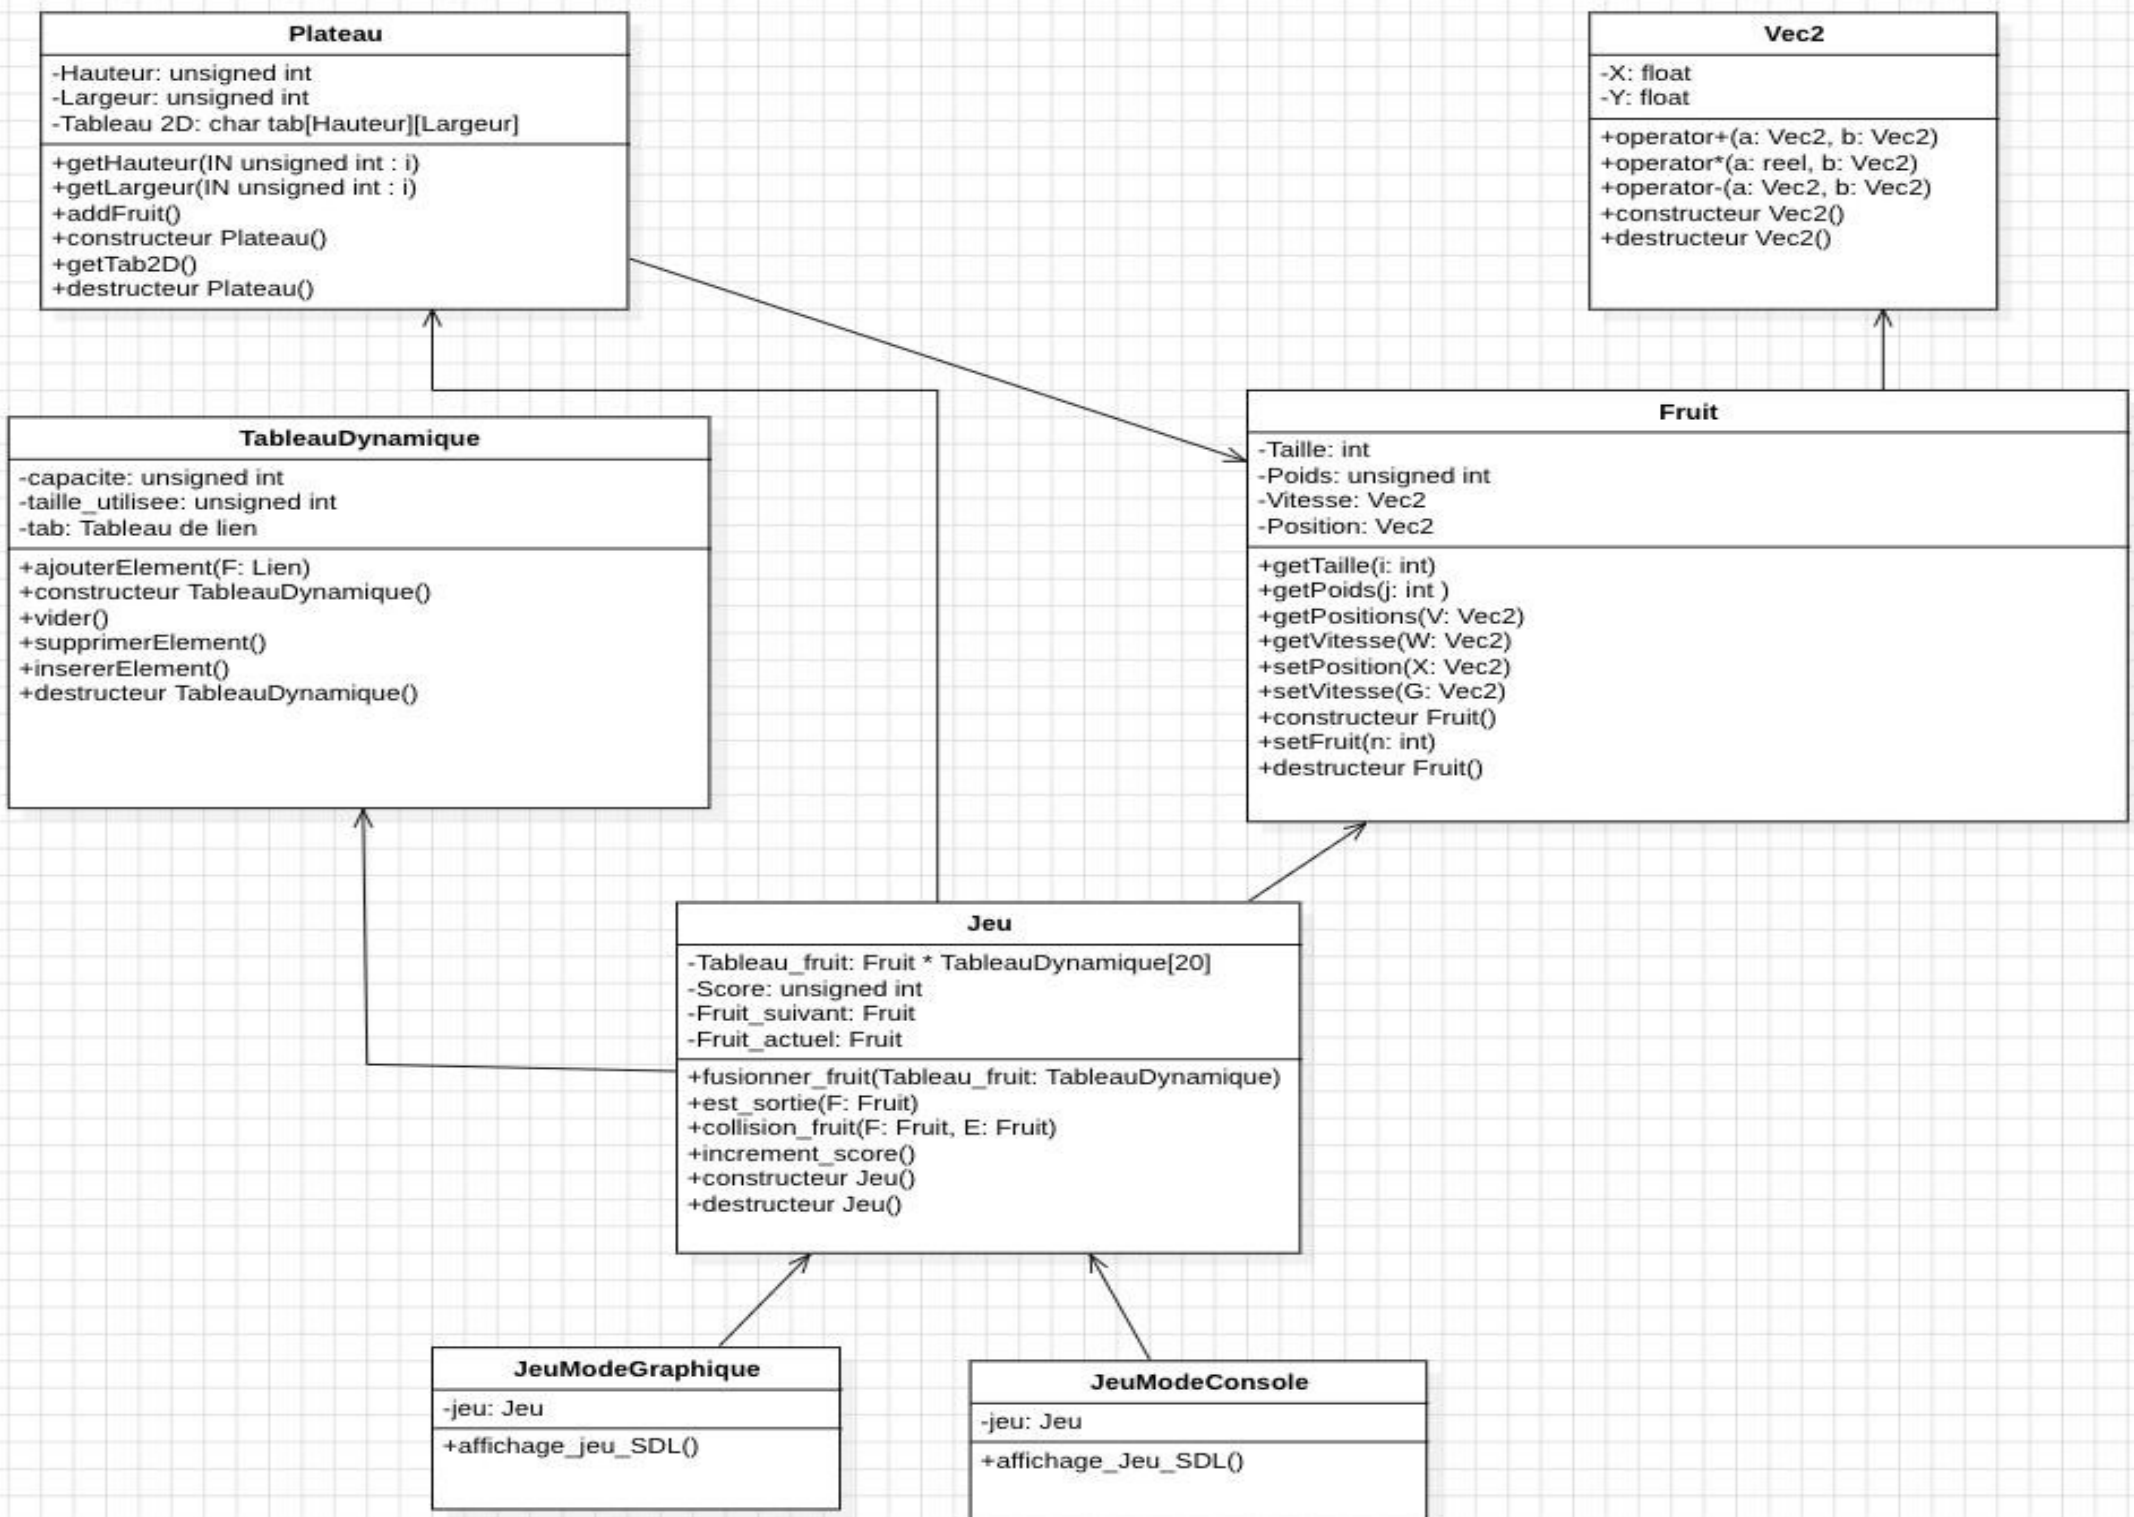 Plateau
-Hauteur: unsigned int
-Largeur: unsigned int
-Tableau 2D: char tab[Hauteur][Largeur]
+getHauteur(IN unsigned int : i)
+getLargeur(IN unsigned int : i)
+addFruit()
+constructeur Plateau()
+getTab2D()
+destructeur Plateau()
Vec2
-X: float
-Y: float
+operator+(a: Vec2, b: Vec2)
+operator*(a: reel, b: Vec2)
+operator-(a: Vec2, b: Vec2)
+constructeur Vec2()
+destructeur Vec2()
TableauDynamique
-capacite: unsigned int
-taille_utilisee: unsigned int
-tab: Tableau de lien
+ajouterElement(F: Lien)
+constructeur TableauDynamique()
+vider()
+supprimerElement()
+insererElement()
+destructeur TableauDynamique()
Fruit
-Taille: int
-Poids: unsigned int
-Vitesse: Vec2
-Position: Vec2
+getTaille(i: int)
+getPoids(j: int )
+getPositions(V: Vec2)
+getVitesse(W: Vec2)
+setPosition(X: Vec2)
+setVitesse(G: Vec2)
+constructeur Fruit()
+setFruit(n: int)
+destructeur Fruit()
Jeu
-Tableau_fruit: Fruit * TableauDynamique[20]
-Score: unsigned int
-Fruit_suivant: Fruit
-Fruit_actuel: Fruit
+fusionner_fruit(Tableau_fruit: TableauDynamique)
+est_sortie(F: Fruit)
+collision_fruit(F: Fruit, E: Fruit)
+increment_score()
+constructeur Jeu()
+destructeur Jeu()
JeuModeGraphique
-jeu: Jeu
+affichage_jeu_SDL()
JeuModeConsole
-jeu: Jeu
+affichage_Jeu_SDL()